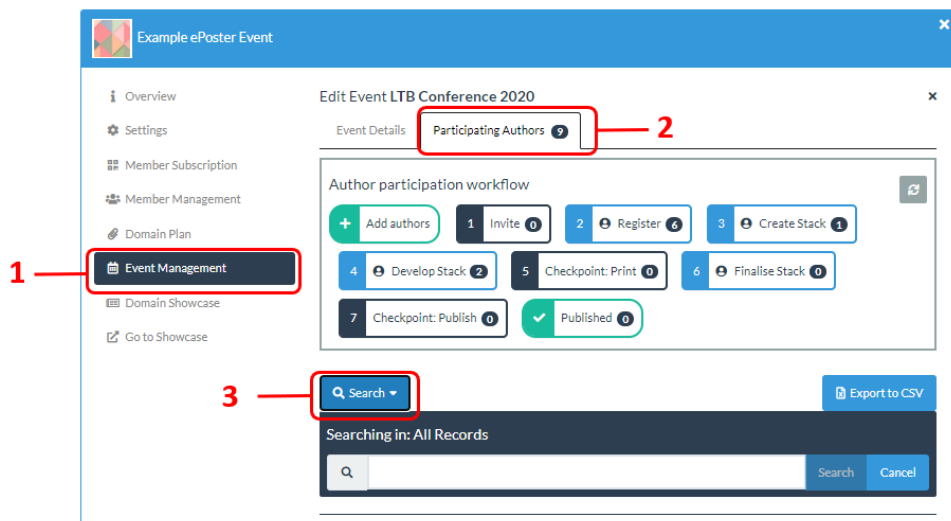 Example ePoster Event
×
Overview
Settings
Member Subscription
Member Management
Domain Plan
Event Management
Domain Showcase
Go to Showcase
1
Edit Event LTB Conference 2020
×
Event Details
Participating Authors 9
2
Author participation workflow
+ Add authors
1 Invite 0
2 Register 6
3 Create Stack 1
4 Develop Stack 2
5 Checkpoint: Print 0
6 Finalise Stack 0
7 Checkpoint: Publish 0
Published 0
3
Search
Export to CSV
Searching in: All Records
Search
Cancel